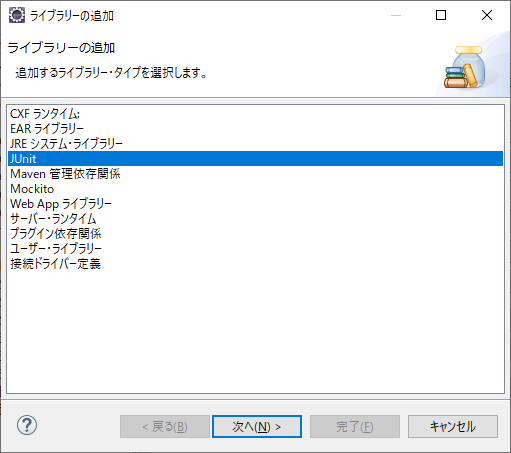 ライブラリーの追加
ライブラリーの追加
追加するライブラリー・タイプを選択します。
CXF ランタイム:
EAR ライブラリー
JRE システム・ライブラリー
JUnit
Maven 管理依存関係
Mockito
Web App ライブラリー
サーバー・ランタイム
プラグイン依存関係
ユーザー・ライブラリー
接続ドライバー定義
?
< 戻る(B)
次へ(N) >
完了(F)
キャンセル